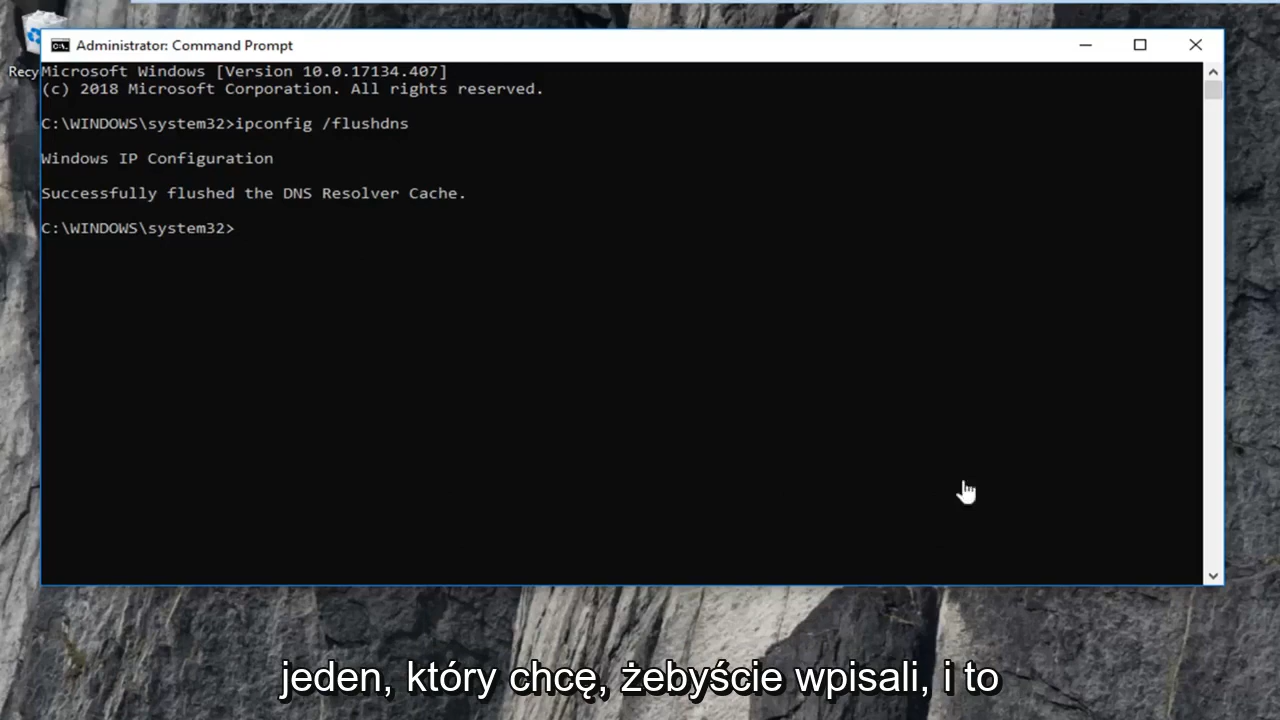 Administrator: Command Prompt
Recy
Microsoft Windows [Version 10.0.17134.407]
(c) 2018 Microsoft Corporation. All rights reserved.
C:\WINDOWS\system32>ipconfig /flushdns
Windows IP Configuration
Successfully flushed the DNS Resolver Cache.
C:\WINDOWS\system32>
jeden, który chcę, żebyście wpisali, i to